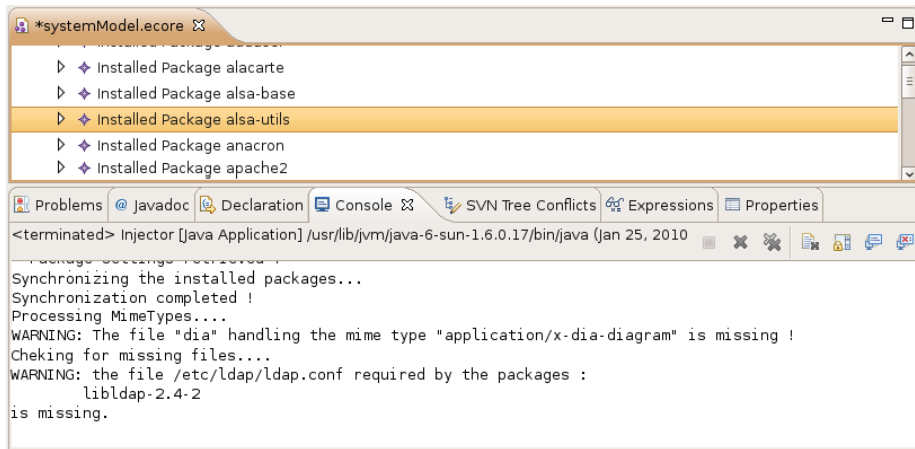 *systemModel.ecore
Installed Package alacarte
Installed Package alsa-base
Installed Package alsa-utils
Installed Package anacron
Installed Package apache2
Problems @ Javadoc Declaration Console SVN Tree Conflicts Expressions Properties
<terminated> Injector [Java Application] /usr/lib/jvm/java-6-sun-1.6.0.17/bin/java (Jan 25, 2010
Package Settings retrieved !
Synchronizing the installed packages...
Synchronization completed !
Processing MimeTypes....
WARNING: The file "dia" handling the mime type "application/x-dia-diagram" is missing !
Cheking for missing files....
WARNING: the file /etc/ldap/ldap.conf required by the packages :
libldap-2.4-2
is missing.